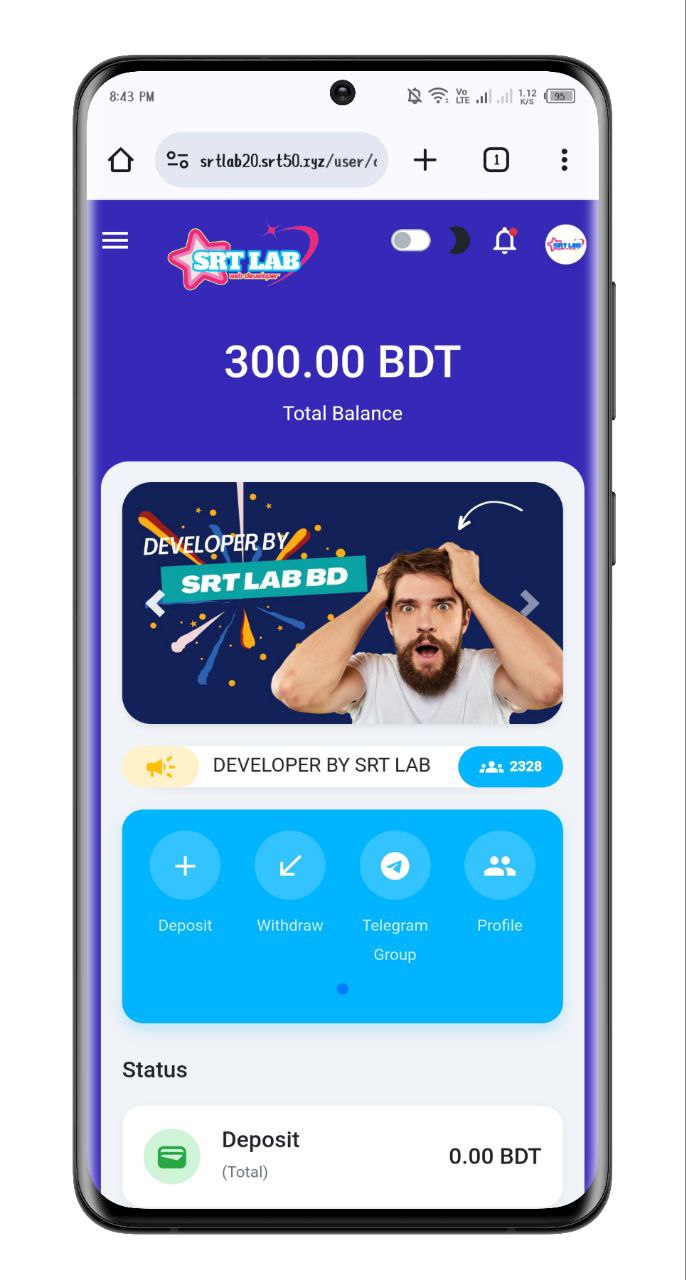 8:43 PM
Vo LTE
1.12 K/S
95
srtlab20.srt50.xyz/user/
1
SRT LAB
web developer
SRT LAB
300.00 BDT
Total Balance
DEVELOPER BY
SRT LAB BD
DEVELOPER BY SRT LAB
2328
Deposit
Withdraw
Telegram
Group
Profile
Status
Deposit
(Total)
0.00 BDT